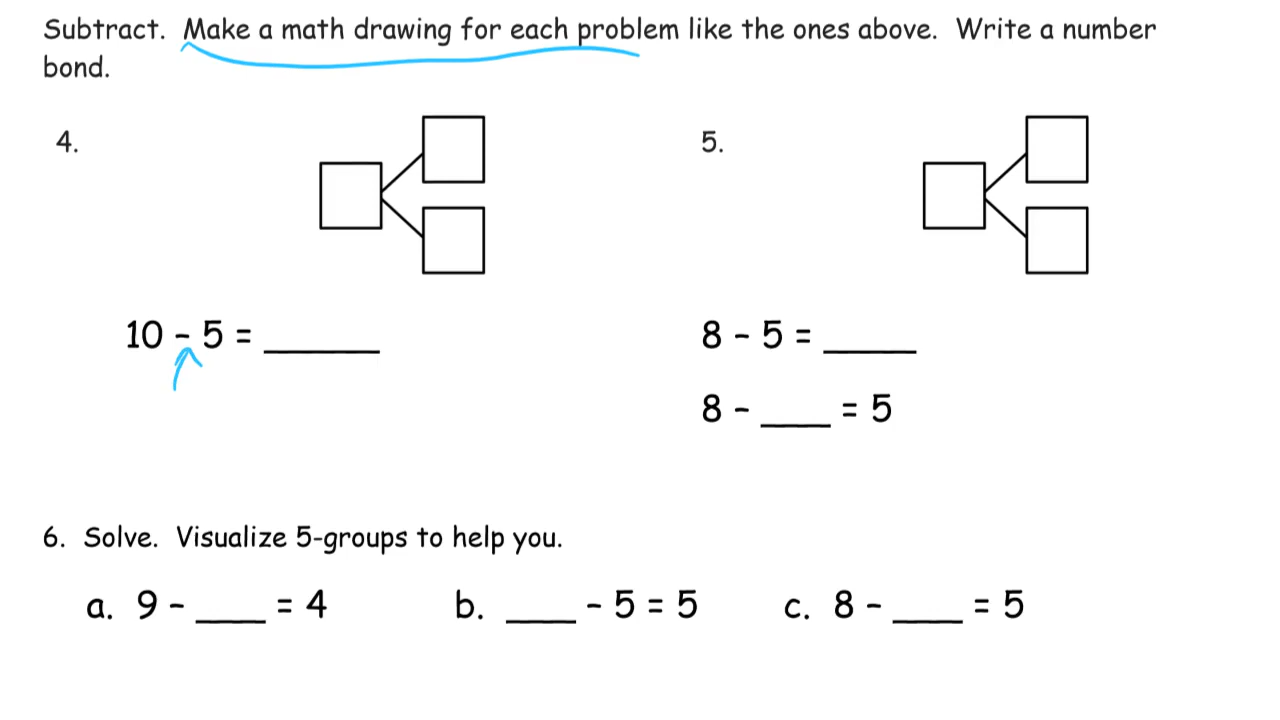 Subtract. Make a math drawing for each problem like the ones above. Write a number
bond.
4.
5.
10 - 5 = ______
8 - 5 = _____
8 - ____ = 5
6. Solve. Visualize 5-groups to help you.
a. 9 - ____ = 4 b. ____ - 5 = 5 c. 8 - ____ = 5